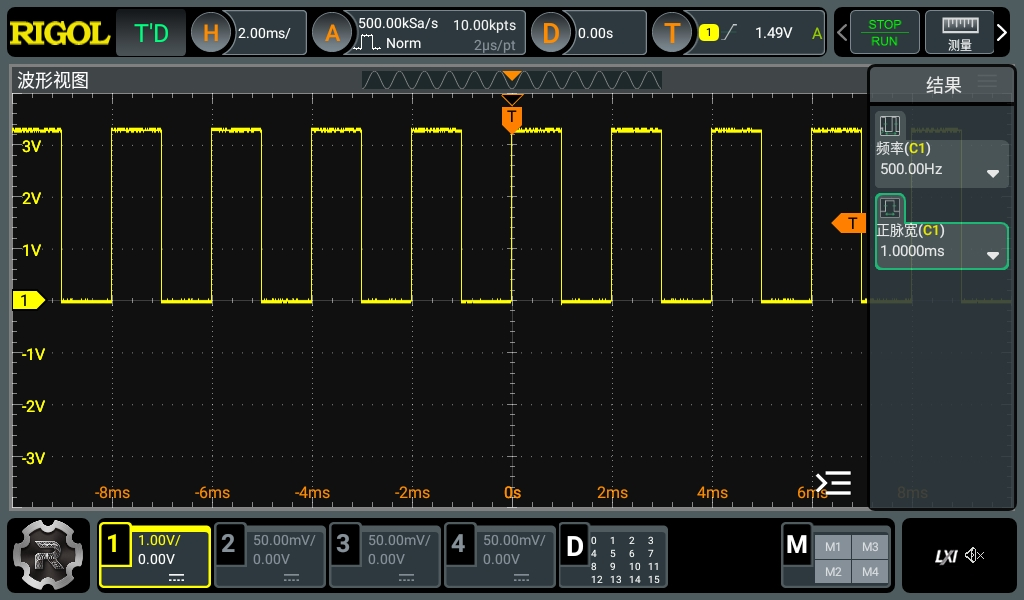 RIGOL T'D H 2.00ms/ A 500.00kSa/s 10.00kpts D 0.00s T 1 1.49V A STOP
Norm 2μs/pt RUN 测量
波形视图 结果
T
3V 频率(C1)
500.00Hz
2V
T 正脉宽(C1)
1V 1.0000ms
1
-1V
-2V
-3V
-8ms -6ms -4ms -2ms 0s 2ms 4ms 6ms 8ms
1 1.00V/ 2 50.00mV/ 3 50.00mV/ 4 50.00mV/ D 0 1 2 3 M M1 M3
0.00V 0.00V 0.00V 0.00V 4 5 6 7 LXI
8 9 10 11 M2 M4
12 13 14 15
R